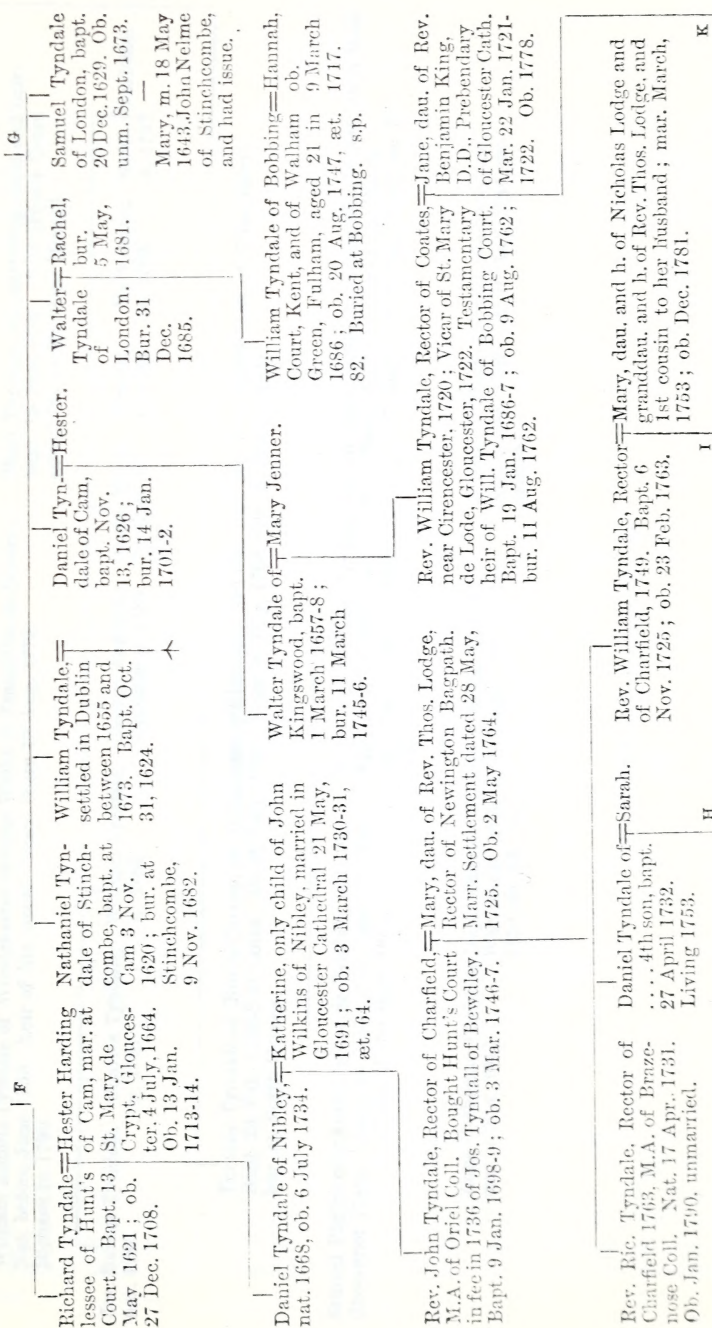 F
G
Richard Tyndale=Hester Harding
lessee of Hunt's of Cam, mar. at
Court. Bapt. 13 St. Mary de
May 1621 ; ob. Crypt, Glouces-
27 Dec. 1708. ter, 4 July, 1664.
Ob. 13 Jan.
1713-14.
Nathaniel Tyn-
dale of Stinch-
combe, bapt. at
Cam 3 Nov.
1620 ; bur. at
Stinchcombe,
9 Nov. 1682.
William Tyndale,=
settled in Dublin
between 1655 and
1673. Bapt. Oct.
31, 1624.
Daniel Tyn-=Hester.
dale of Cam,
bapt. Nov.
13, 1626 ;
bur. 14 Jan.
1701-2.
Walter=Rachel,
Tyndale bur.
of 5 May,
London. 1681.
Bur. 31
Dec.
1685.
Samuel Tyndale
of London, bapt.
20 Dec. 1629. Ob.
unm. Sept. 1673.
—
Mary, m. 18 May
1643, John Nelme
of Stinchcombe,
and had issue.
Daniel Tyndale of Nibley,=Katherine, only child of John
nat. 1668, ob. 6 July 1734. Wilkins of Nibley, married in
Gloucester Cathedral 21 May,
1691 ; ob. 3 March 1730-31,
æt. 64.
Walter Tyndale of=Mary Jenner.
Kingswood, bapt.
1 March 1657-8 ;
bur. 11 March
1745-6.
William Tyndale of Bobbing=Hannah,
Court, Kent, and of Walham ob.
Green, Fulham, aged 21 in 9 March
1686 ; ob. 20 Aug. 1747, æt. 1717.
82. Buried at Bobbing. s.p.
Rev. John Tyndale, Rector of Charfield,=Mary, dau. of Rev. Thos. Lodge,
M.A. of Oriel Coll. Bought Hunt's Court Rector of Newington Bagpath.
in fee in 1736 of Jos. Tyndall of Bewdley. Marr. Settlement dated 28 May,
Bapt. 9 Jan. 1698-9 ; ob. 3 Mar. 1746-7. 1725. Ob. 2 May 1764.
Rev. William Tyndale, Rector of Coates,=Jane, dau. of Rev.
near Cirencester, 1720 ; Vicar of St. Mary Benjamin King,
de Lode, Gloucester, 1722. Testamentary D.D., Prebendary
heir of Will. Tyndale of Bobbing Court. of Gloucester Cath.
Bapt. 19 Jan. 1686-7 ; ob. 9 Aug. 1762 ; Mar. 22 Jan. 1721-
bur. 11 Aug. 1762. 1722. Ob. 1778.
Rev. Ric. Tyndale, Rector of
Charfield 1763, M.A. of Braze-
nose Coll. Nat. 17 Apr. 1731.
Ob. Jan. 1790, unmarried.
Daniel Tyndale of=Sarah.
. . . . 4th son, bapt.
27 April 1732.
Living 1753.
Rev. William Tyndale, Rector=Mary, dau. and h. of Nicholas Lodge and
of Charfield, 1749. Bapt. 6 granddau. and h. of Rev. Thos. Lodge, and
Nov. 1725 ; ob. 23 Feb. 1763. 1st cousin to her husband ; mar. March,
1753 ; ob. Dec. 1781.
H
I
K